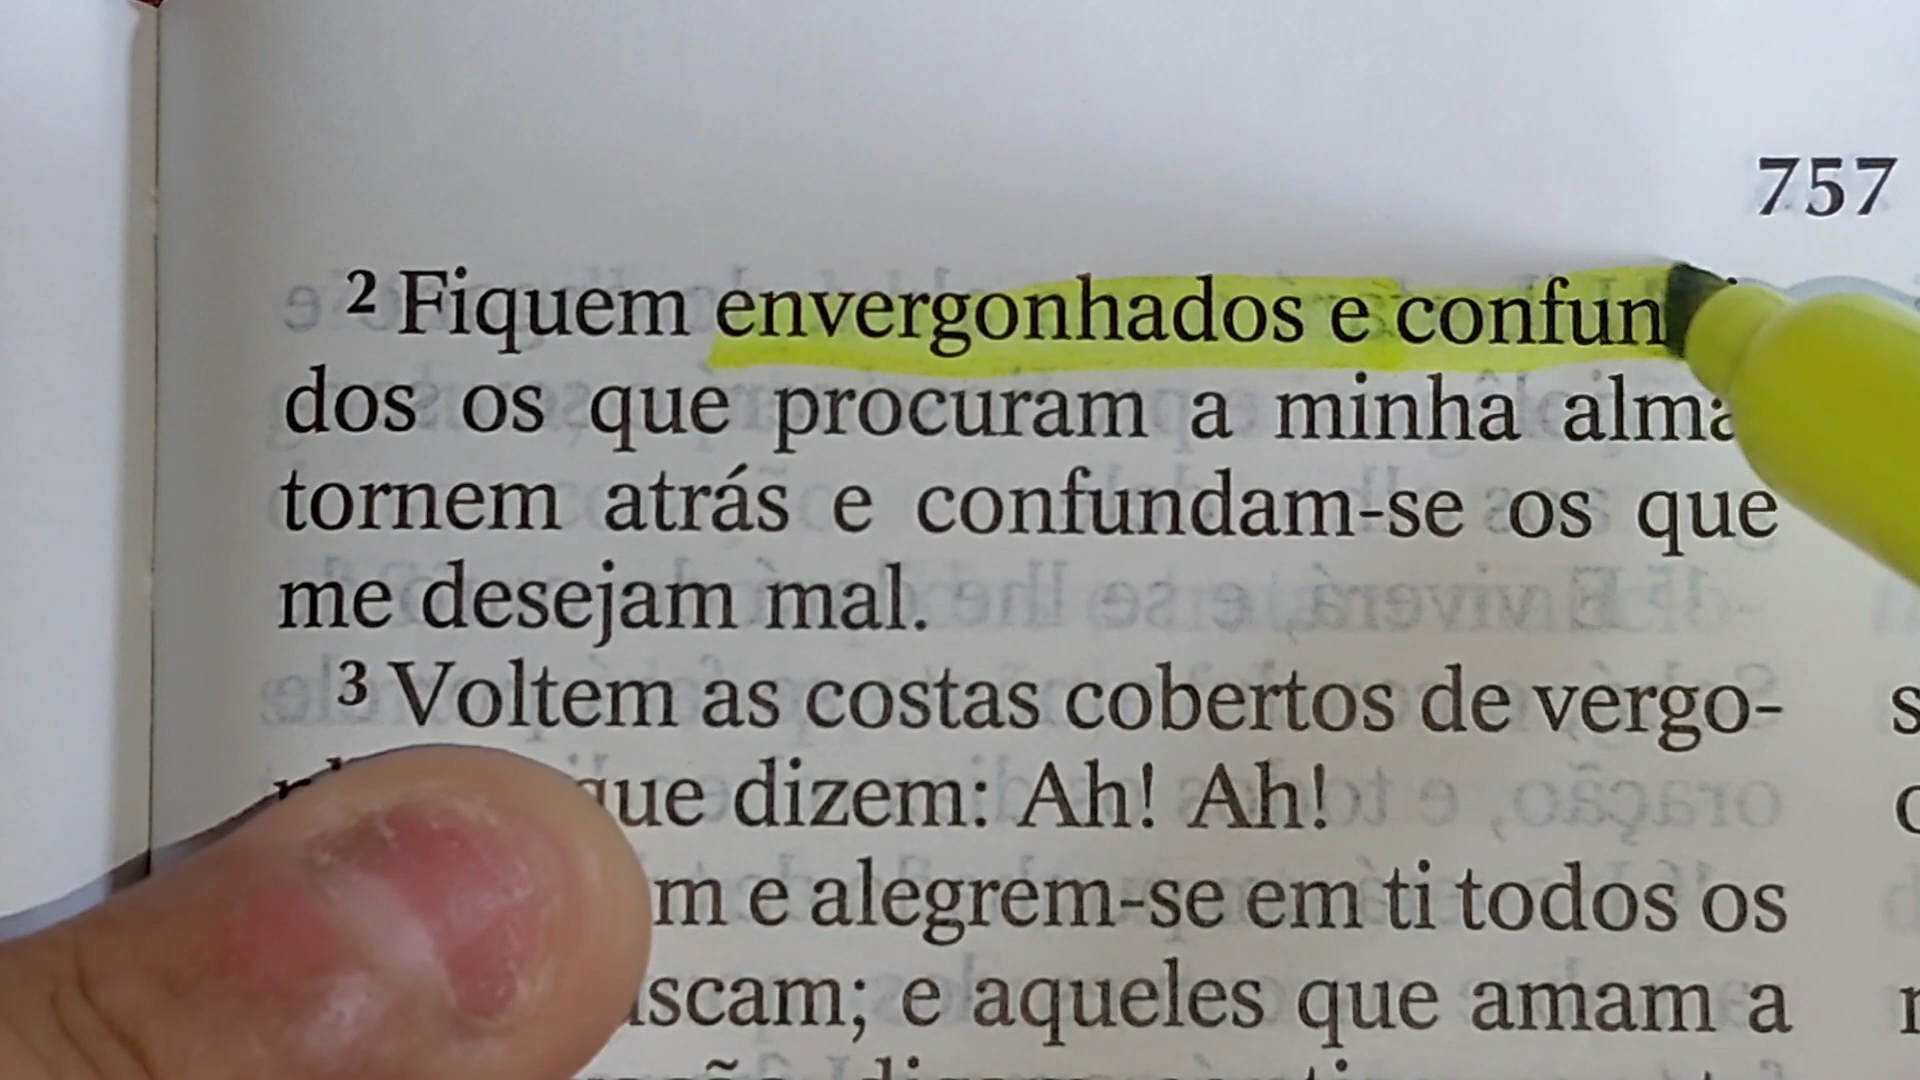 757
2 Fiquem envergonhados e confun
dos os que procuram a minha alma
tornem atrás e confundam-se os que
me desejam mal.
3 Voltem as costas cobertos de vergo-
que dizem: Ah! Ah!
e alegrem-se em ti todos os
; e aqueles que amam a